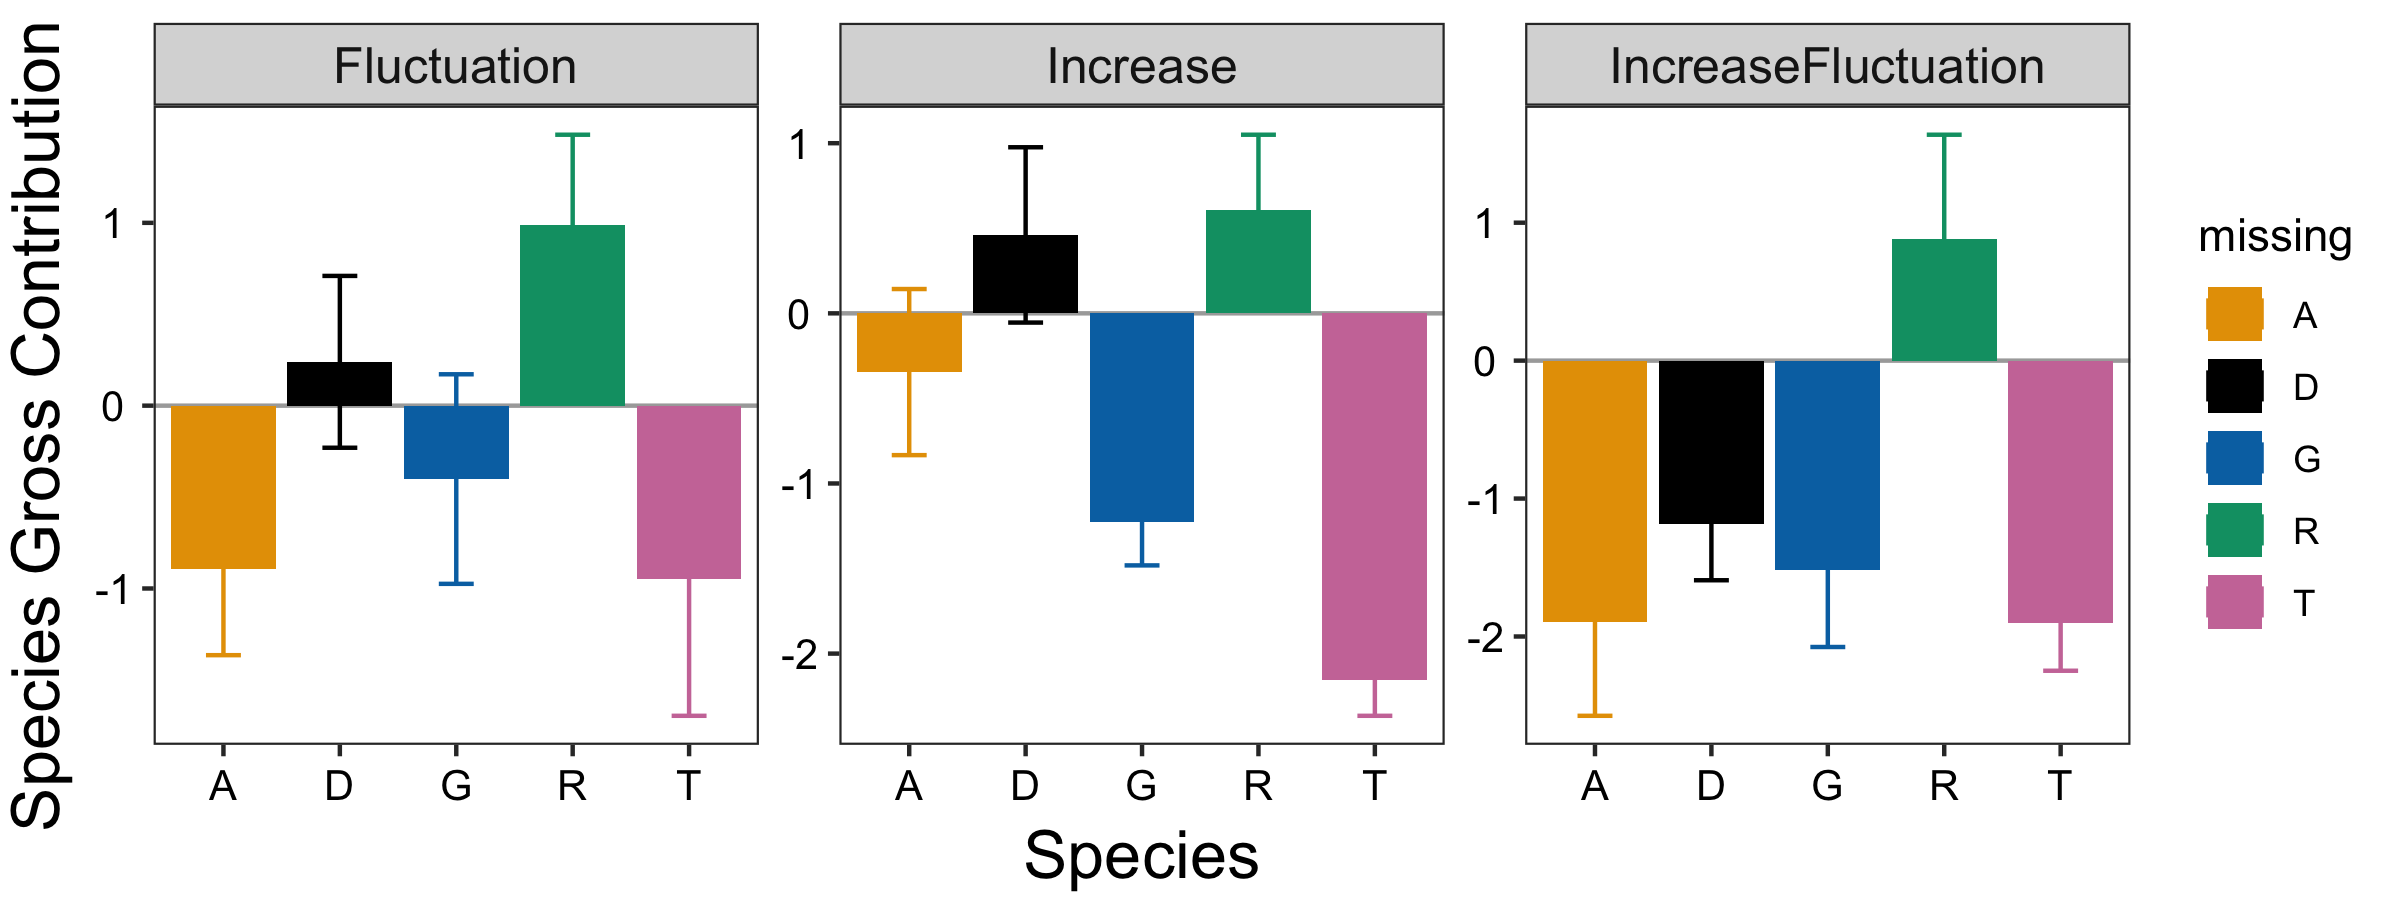 Species Gross Contribution
Fluctuation
1
0
-1
A D G R T
Increase
1
0
-1
-2
A D G R T
IncreaseFluctuation
1
0
-1
-2
A D G R T
Species
missing
A
D
G
R
T